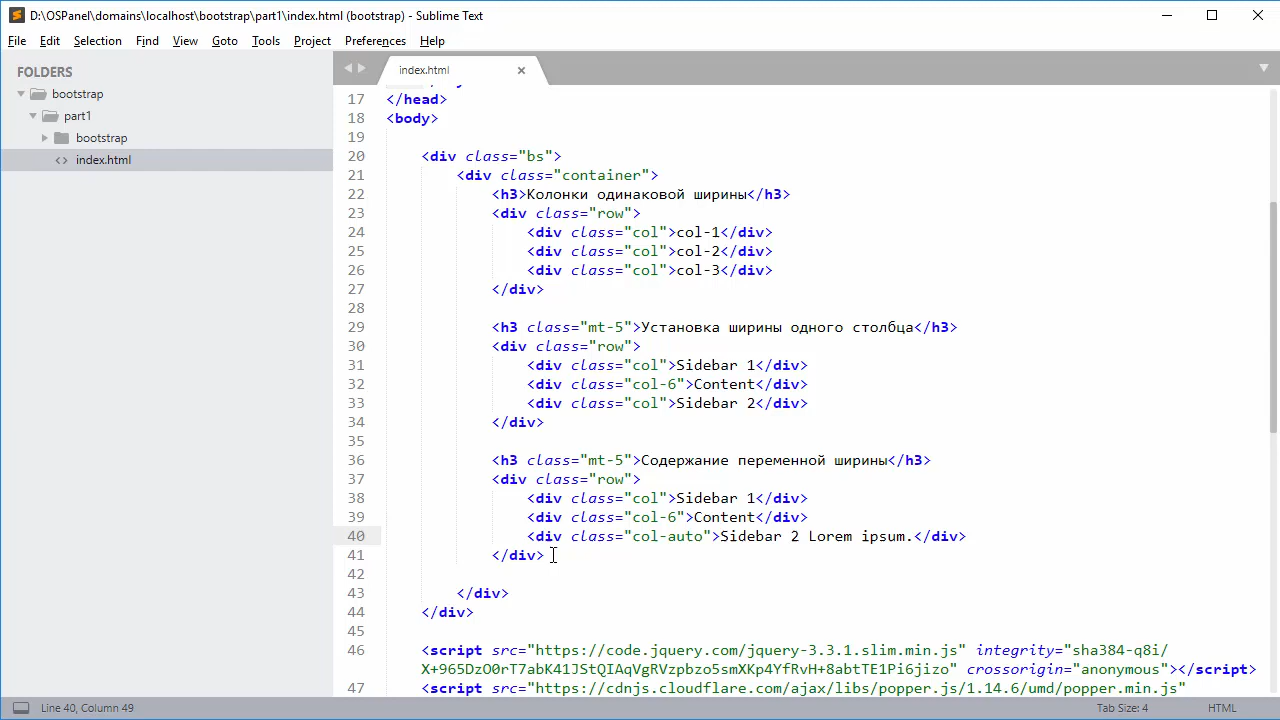 D:\OSPanel\domains\localhost\bootstrap\part1\index.html (bootstrap) - Sublime Text
File Edit Selection Find View Goto Tools Project Preferences Help
FOLDERS
bootstrap
part1
bootstrap
index.html
index.html
17 </head>
18 <body>
19
20 <div class="bs">
21 <div class="container">
22 <h3>Колонки одинаковой ширины</h3>
23 <div class="row">
24 <div class="col">col-1</div>
25 <div class="col">col-2</div>
26 <div class="col">col-3</div>
27 </div>
28
29 <h3 class="mt-5">Установка ширины одного столбца</h3>
30 <div class="row">
31 <div class="col">Sidebar 1</div>
32 <div class="col-6">Content</div>
33 <div class="col">Sidebar 2</div>
34 </div>
35
36 <h3 class="mt-5">Содержание переменной ширины</h3>
37 <div class="row">
38 <div class="col">Sidebar 1</div>
39 <div class="col-6">Content</div>
40 <div class="col-auto">Sidebar 2 Lorem ipsum.</div>
41 </div>
42
43 </div>
44 </div>
45
46 <script src="https://code.jquery.com/jquery-3.3.1.slim.min.js" integrity="sha384-q8i/
X+965DzO0rT7abK41JStQIAqVgRVzpbzo5smXKp4YfRvH+8abtTE1Pi6jizo" crossorigin="anonymous"></script>
47 <script src="https://cdnjs.cloudflare.com/ajax/libs/popper.js/1.14.6/umd/popper.min.js"
Line 40, Column 49 Tab Size: 4 HTML